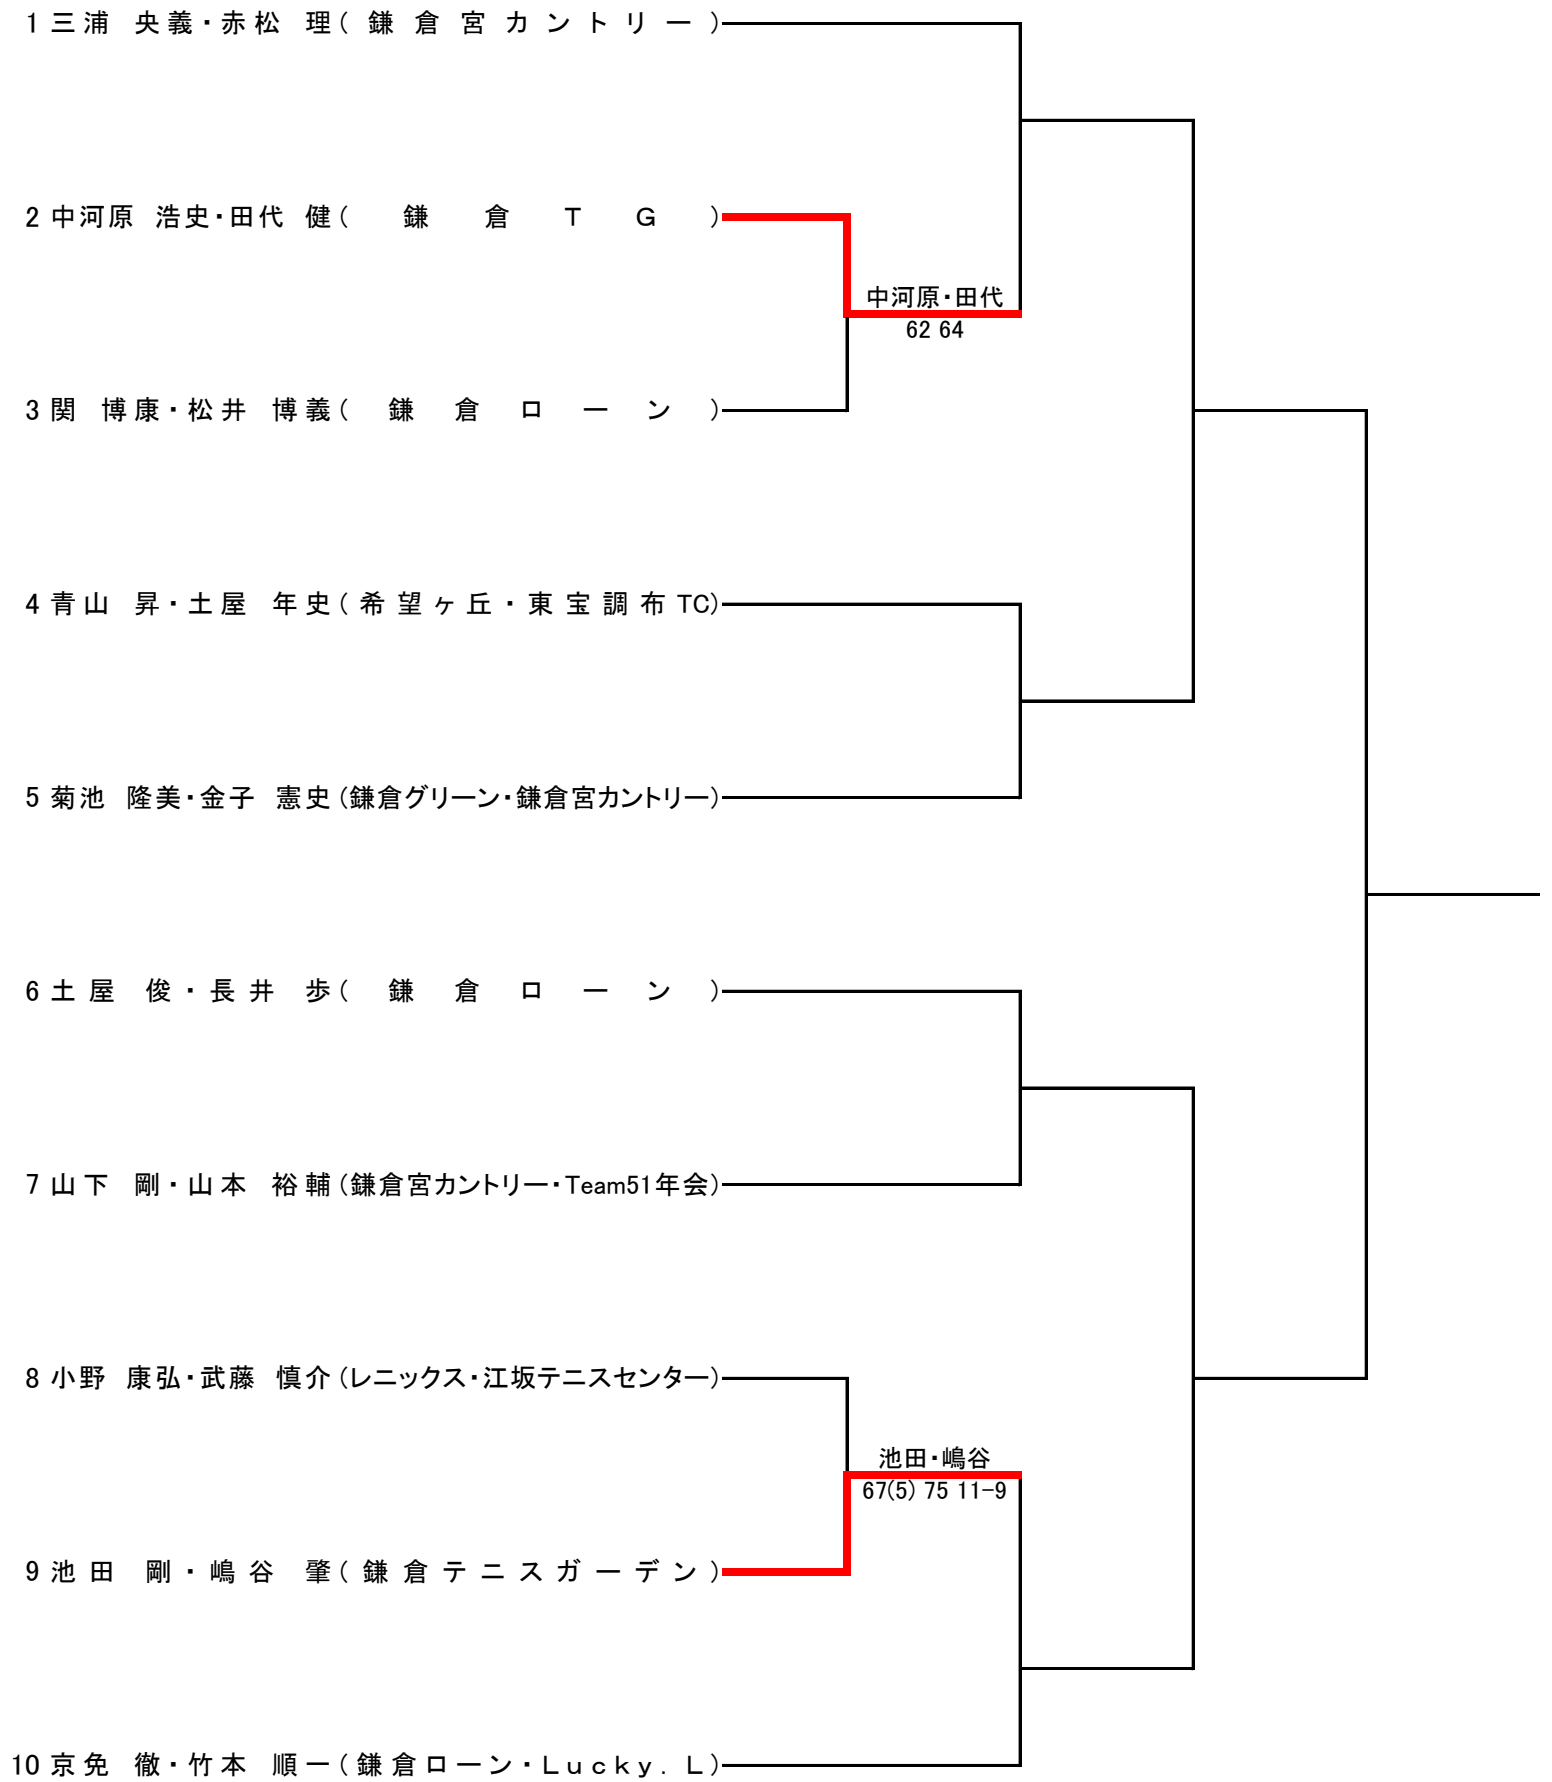 1 三浦 央義・赤松 理(鎌倉宮カントリー)
2 中河原 浩史・田代 健(鎌倉TG)
中河原・田代
62 64
3 関 博康・松井 博義(鎌倉ローン)
4 青山 昇・土屋 年史(希望ヶ丘・東宝調布TC)
5 菊池 隆美・金子 憲史(鎌倉グリーン・鎌倉宮カントリー)
6 土屋 俊・長井 歩(鎌倉ローン)
7 山下 剛・山本 裕輔(鎌倉宮カントリー・Team51年会)
8 小野 康弘・武藤 慎介(レニックス・江坂テニスセンター)
池田・嶋谷
67(5) 75 11-9
9 池田 剛・嶋谷 肇(鎌倉テニスガーデン)
10 京免 徹・竹本 順一(鎌倉ローン・Lucky. L)